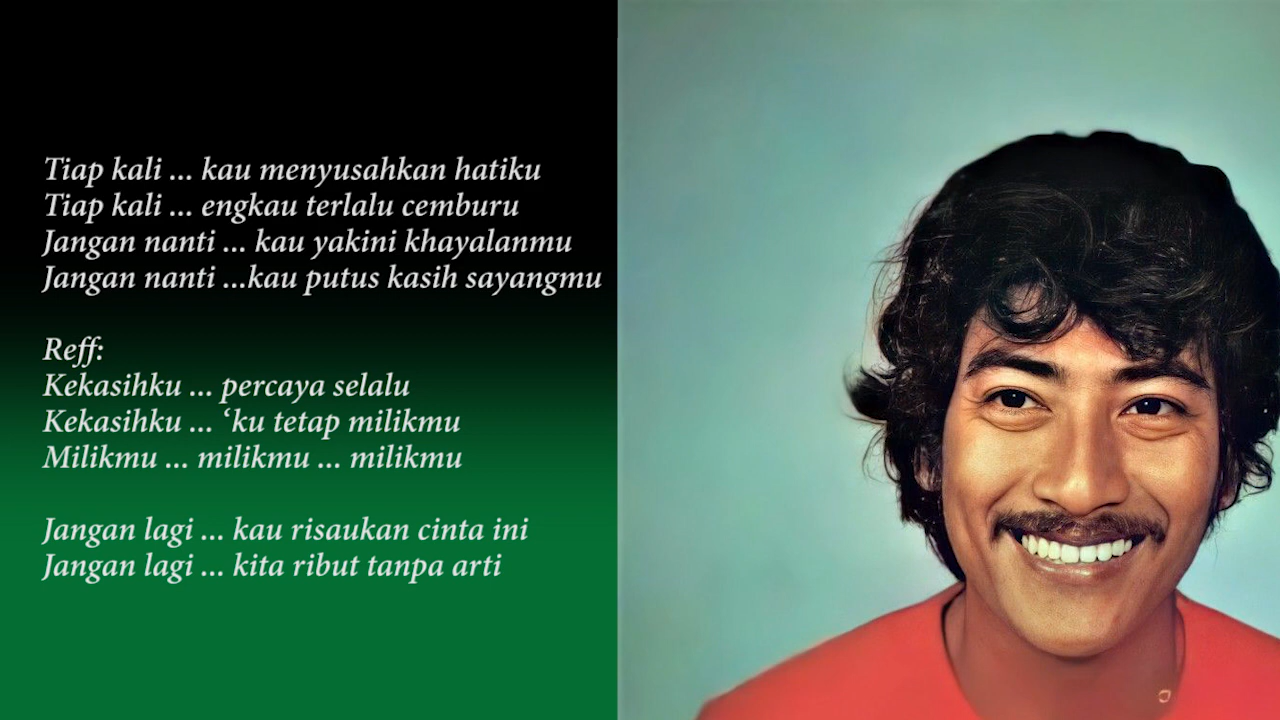 Tiap kali ... kau menyusahkan hatiku
Tiap kali ... engkau terlalu cemburu
Jangan nanti ... kau yakini khayalanmu
Jangan nanti ...kau putus kasih sayangmu
Reff:
Kekasihku ... percaya selalu
Kekasihku ... ‘ku tetap milikmu
Milikmu ... milikmu ... milikmu
Jangan lagi ... kau risaukan cinta ini
Jangan lagi ... kita ribut tanpa arti